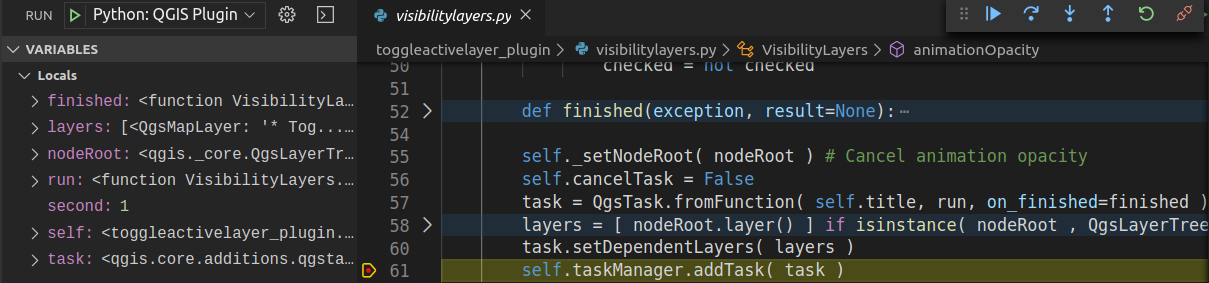 RUN Python: QGIS Plugin
VARIABLES
Locals
finished: <function VisibilityLa...
layers: [<QgsMapLayer: '* Tog......
nodeRoot: <qgis._core.QgsLayerTr...
run: <function VisibilityLayers....
second: 1
self: <toggleactivelayer_plugin....
task: <qgis.core.additions.qgsta...
visibilitylayers.py
toggleactivelayer_plugin > visibilitylayers.py > VisibilityLayers > animationOpacity
50 checked = not checked
51
52 def finished(exception, result=None):…
54
55 self._setNodeRoot( nodeRoot ) # Cancel animation opacity
56 self.cancelTask = False
57 task = QgsTask.fromFunction( self.title, run, on_finished=finished )
58 layers = [ nodeRoot.layer() ] if isinstance( nodeRoot , QgsLayerTree
60 task.setDependentLayers( layers )
61 self.taskManager.addTask( task )